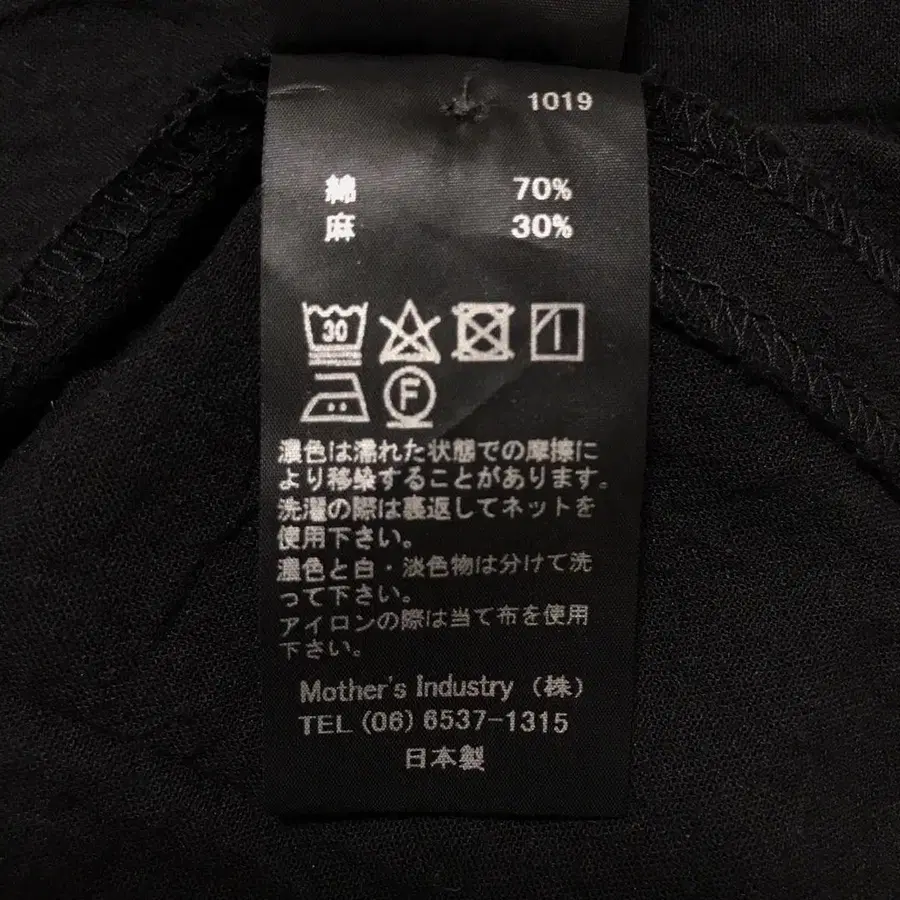 1019
綿 70%
麻 30%
30
F
濃色は濡れた状態での摩擦に
より移染することがあります。
洗濯の際は裏返してネットを
使用下さい。
濃色と白・淡色物は分けて洗
って下さい。
アイロンの際は当て布を使用
下さい。
Mother's Industry (株)
TEL (06) 6537-1315
日本製